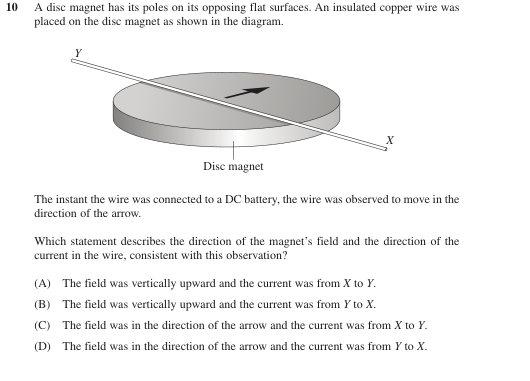 10 A disc magnet has its poles on its opposing flat surfaces. An insulated copper wire was
placed on the disc magnet as shown in the diagram.
Y
X
Disc magnet
The instant the wire was connected to a DC battery, the wire was observed to move in the
direction of the arrow.
Which statement describes the direction of the magnet's field and the direction of the
current in the wire, consistent with this observation?
(A) The field was vertically upward and the current was from X to Y.
(B) The field was vertically upward and the current was from Y to X.
(C) The field was in the direction of the arrow and the current was from X to Y.
(D) The field was in the direction of the arrow and the current was from Y to X.